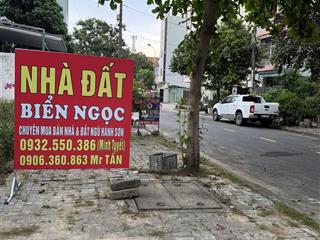 NHÀ ĐẤT
BIỂN NGỌC
CHUYÊN MUA BÁN NHÀ & ĐẤT NGŨ HÀNH SƠN
0932.550.386 (Minh Tuyết)
0906.360.863 Mr TÂN